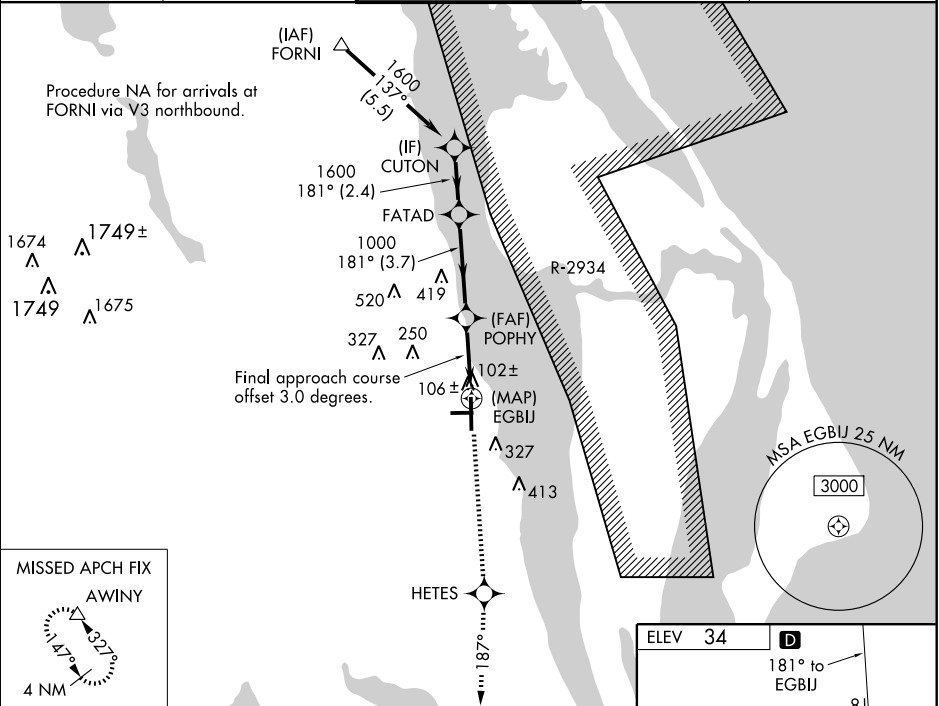 (IAF)
FORNI
1600
137°
(5.5)
Procedure NA for arrivals at
FORNI via V3 northbound.
(IF)
CUTON
1600
181° (2.4)
FATAD
1674
1749±
1749
1675
1000
181° (3.7)
R-2934
520
419
(FAF)
POPHY
327
250
Final approach course
offset 3.0 degrees.
102±
106±
(MAP)
EGBIJ
327
413
MSA EGBIJ 25 NM
3000
MISSED APCH FIX
AWINY
147°
327°
4 NM
HETES
187°
ELEV 34
D
181° to
EGBIJ